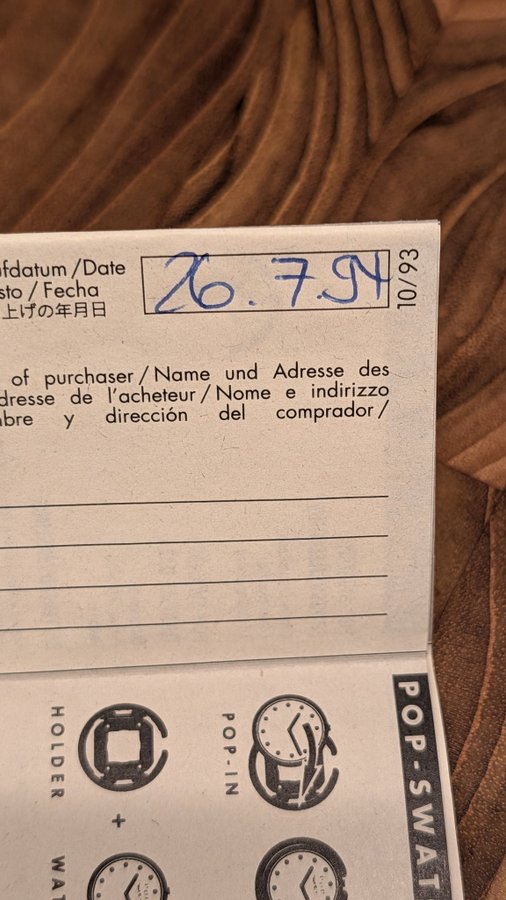 ufdatum / Date
sto / Fecha
上げの年月日
26.7.94
10/93
of purchaser / Name und Adresse des
dresse de l'acheteur / Nome e indirizzo
bre y dirección del comprador /
POP-SWAT
POP-IN
HOLDER
+
WAT